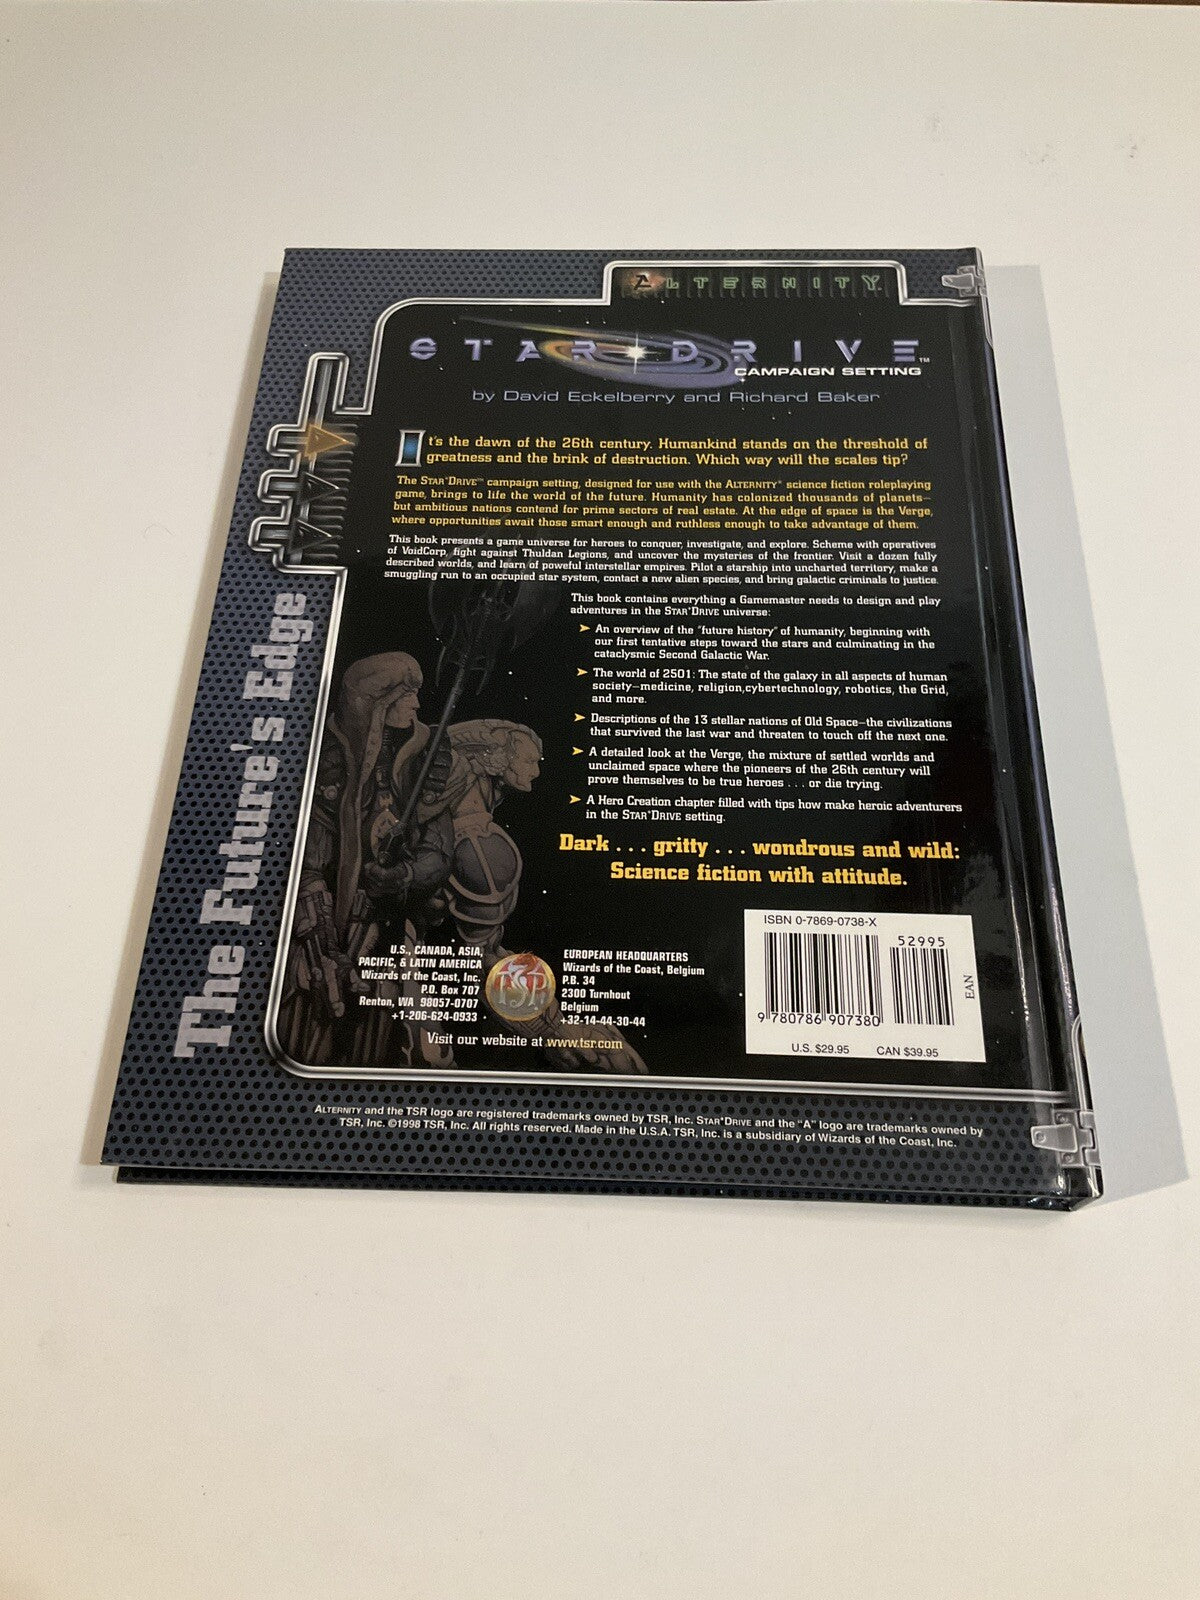 ALTERNITY
STAR*DRIVE™
CAMPAIGN SETTING
by David Eckelberry and Richard Baker
It's the dawn of the 26th century. Humankind stands on the threshold of
greatness and the brink of destruction. Which way will the scales tip?
The STAR*DRIVE™ campaign setting, designed for use with the ALTERNITY® science fiction roleplaying
game, brings to life the world of the future. Humanity has colonized thousands of planets—
but ambitious nations contend for prime sectors of real estate. At the edge of space is the Verge,
where opportunities await those smart enough and ruthless enough to take advantage of them.
This book presents a game universe for heroes to conquer, investigate, and explore. Scheme with operatives
of VoidCorp, fight against Thuldan Legions, and uncover the mysteries of the frontier. Visit a dozen fully
described worlds, and learn of poweful interstellar empires. Pilot a starship into uncharted territory, make a
smuggling run to an occupied star system, contact a new alien species, and bring galactic criminals to justice.
This book contains everything a Gamemaster needs to design and play
adventures in the STAR*DRIVE universe:
➤ An overview of the "future history" of humanity, beginning with
our first tentative steps toward the stars and culminating in the
cataclysmic Second Galactic War.
➤ The world of 2501: The state of the galaxy in all aspects of human
society—medicine, religion,cybertechnology, robotics, the Grid,
and more.
➤ Descriptions of the 13 stellar nations of Old Space—the civilizations
that survived the last war and threaten to touch off the next one.
➤ A detailed look at the Verge, the mixture of settled worlds and
unclaimed space where the pioneers of the 26th century will
prove themselves to be true heroes . . . or die trying.
➤ A Hero Creation chapter filled with tips how make heroic adventurers
in the STAR*DRIVE setting.
Dark . . . gritty . . . wondrous and wild:
Science fiction with attitude.
The Future's Edge
U.S., CANADA, ASIA,
PACIFIC, & LATIN AMERICA
Wizards of the Coast, Inc.
P.O. Box 707
Renton, WA 98057-0707
+1-206-624-0933
TSR
EUROPEAN HEADQUARTERS
Wizards of the Coast, Belgium
P.B. 34
2300 Turnhout
Belgium
+32-14-44-30-44
Visit our website at www.tsr.com
ISBN 0-7869-0738-X
52995
EAN
9 780786 907380
U.S. $29.95 CAN $39.95
ALTERNITY and the TSR logo are registered trademarks owned by TSR, Inc. STAR*DRIVE and the "A" logo are trademarks owned by
TSR, Inc. ©1998 TSR, Inc. All rights reserved. Made in the U.S.A. TSR, Inc. is a subsidiary of Wizards of the Coast, Inc.